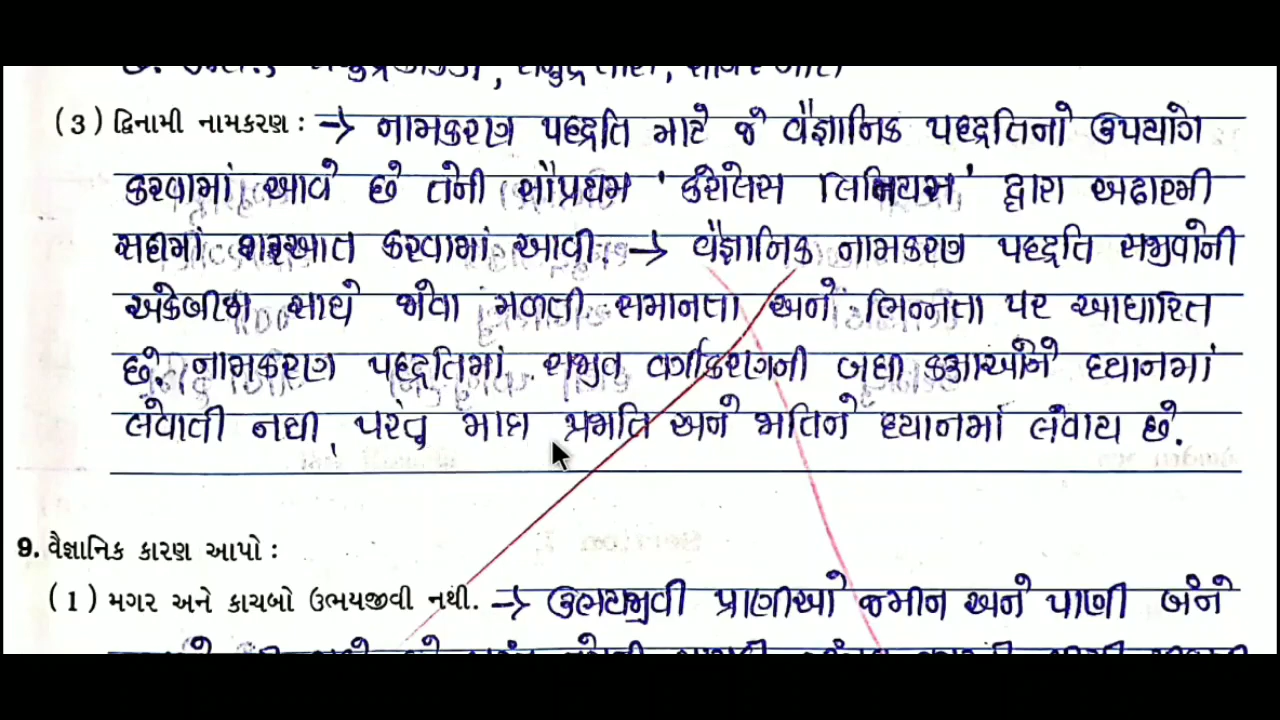 (3) દ્વિનામી નામકરણ : → નામકરણ પદ્ધતિ માટે જે વૈજ્ઞાનિક પદ્ધતિનો ઉપયોગ
કરવામાં આવે છે તેની સૌપ્રથમ 'કેરોલેસ લિનિયસ' દ્વારા અઢારમી
સદીમાં શરૂઆત કરવામાં આવી. → વૈજ્ઞાનિક નામકરણ પદ્ધતિ સજીવોની
એકબીજા સાથે જોવા મળતી સમાનતા અને ભિન્નતા પર આધારિત
છે. નામકરણ પદ્ધતિમાં સજીવ વર્ગીકરણની બધી કક્ષાઓને ધ્યાનમાં
લેવાતી નથી, પરંતુ માત્ર પ્રજાતિ અને જાતિને ધ્યાનમાં લેવાય છે.
9. વૈજ્ઞાનિક કારણ આપો :
(1) મગર અને કાચબો ઉભયજીવી નથી. → ઉભયજીવી પ્રાણીઓ જમીન અને પાણી બંને